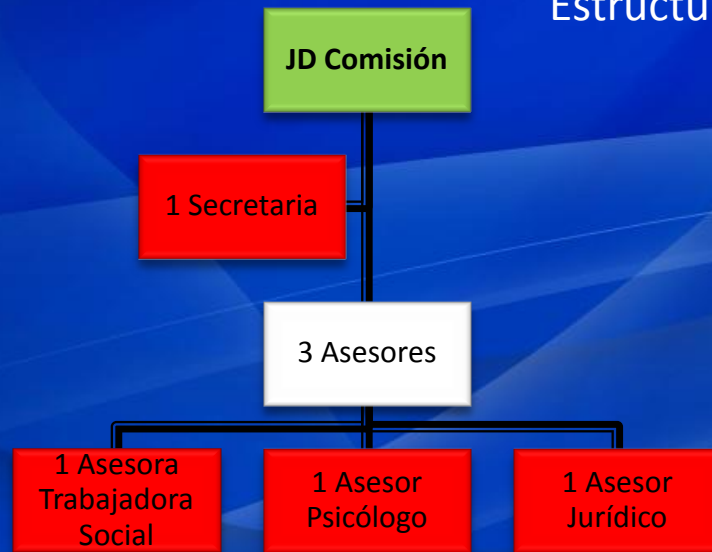 Estructu
JD Comisión
1 Secretaria
3 Asesores
1 Asesora
Trabajadora
Social
1 Asesor
Psicólogo
1 Asesor
Jurídico